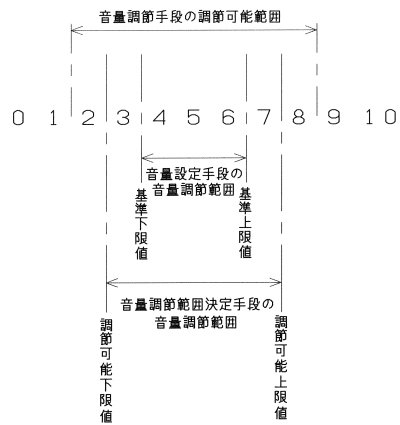 音量調節手段の調節可能範囲
0 1 2 3 4 5 6 7 8 9 10
音量設定手段の
音量調節範囲
基準下限値
基準上限値
音量調節範囲決定手段の
音量調節範囲
調節可能下限値
調節可能上限値